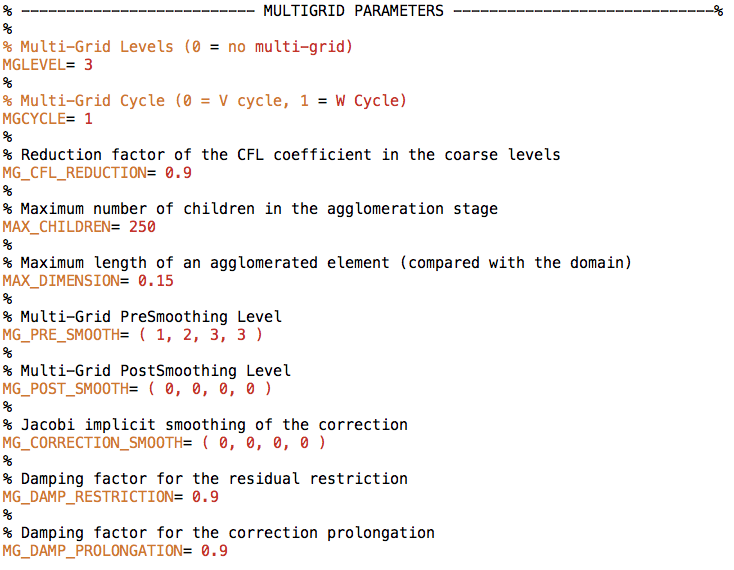 % -------------------------- MULTIGRID PARAMETERS -----------------------------%
%
% Multi-Grid Levels (0 = no multi-grid)
MGLEVEL= 3
%
% Multi-Grid Cycle (0 = V cycle, 1 = W Cycle)
MGCYCLE= 1
%
% Reduction factor of the CFL coefficient in the coarse levels
MG_CFL_REDUCTION= 0.9
%
% Maximum number of children in the agglomeration stage
MAX_CHILDREN= 250
%
% Maximum length of an agglomerated element (compared with the domain)
MAX_DIMENSION= 0.15
%
% Multi-Grid PreSmoothing Level
MG_PRE_SMOOTH= ( 1, 2, 3, 3 )
%
% Multi-Grid PostSmoothing Level
MG_POST_SMOOTH= ( 0, 0, 0, 0 )
%
% Jacobi implicit smoothing of the correction
MG_CORRECTION_SMOOTH= ( 0, 0, 0, 0 )
%
% Damping factor for the residual restriction
MG_DAMP_RESTRICTION= 0.9
%
% Damping factor for the correction prolongation
MG_DAMP_PROLONGATION= 0.9